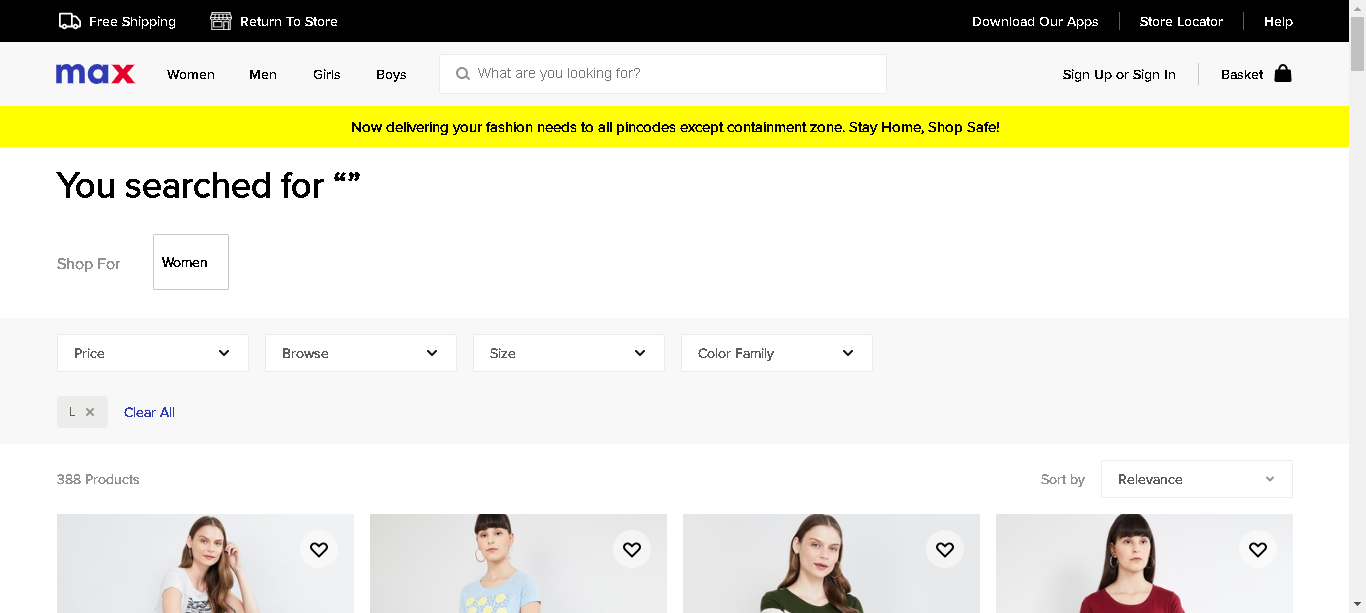 Free Shipping
Return To Store
Download Our Apps
Store Locator
Help
max
Women
Men
Girls
Boys
What are you looking for?
Sign Up or Sign In
Basket
Now delivering your fashion needs to all pincodes except containment zone. Stay Home, Shop Safe!
You searched for “”
Shop For
Women
Price
Browse
Size
Color Family
L
Clear All
388 Products
Sort by
Relevance